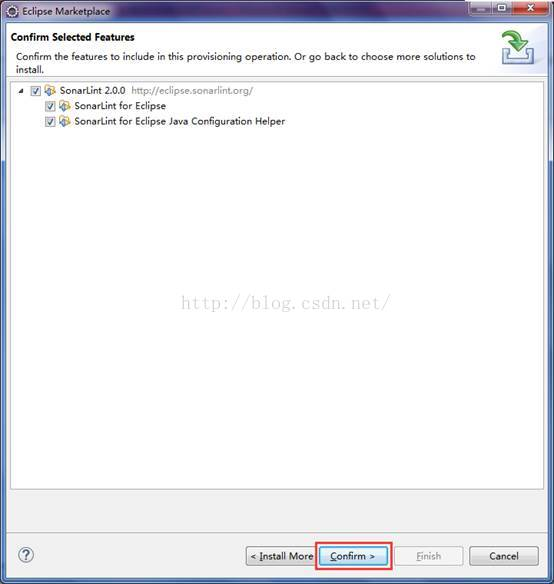 Eclipse Marketplace
Confirm Selected Features
Confirm the features to include in this provisioning operation. Or go back to choose more solutions to
install.
SonarLint 2.0.0 http://eclipse.sonarlint.org/
SonarLint for Eclipse
SonarLint for Eclipse Java Configuration Helper
http://blog.csdn.net/
?
< Install More
Confirm >
Finish
Cancel